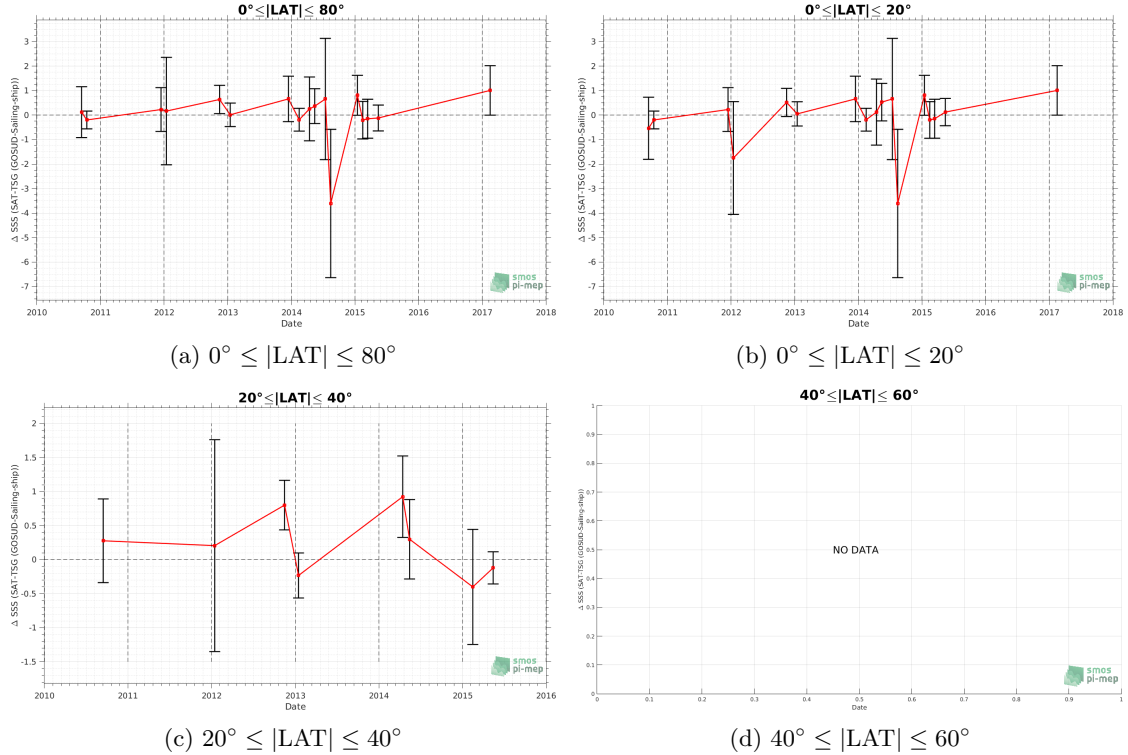 0°≤|LAT|≤ 80°
Δ SSS (SAT-TSG (GOSUD-Sailing-ship))
4
3
2
1
0
-1
-2
-3
-4
-5
-6
-7
2010 2011 2012 2013 2014 2015 2016 2017 2018
Date
smos
pi-mep
(a) 0° ≤ |LAT| ≤ 80°
0°≤|LAT|≤ 20°
Δ SSS (SAT-TSG (GOSUD-Sailing-ship))
4
3
2
1
0
-1
-2
-3
-4
-5
-6
-7
2010 2011 2012 2013 2014 2015 2016 2017 2018
Date
smos
pi-mep
(b) 0° ≤ |LAT| ≤ 20°
20°≤|LAT|≤ 40°
Δ SSS (SAT-TSG (GOSUD-Sailing-ship))
2
1.5
1
0.5
0
-0.5
-1
-1.5
2010 2011 2012 2013 2014 2015 2016
Date
smos
pi-mep
(c) 20° ≤ |LAT| ≤ 40°
40°≤|LAT|≤ 60°
Δ SSS (SAT-TSG (GOSUD-Sailing-ship))
1
0.9
0.8
0.7
0.6
0.5
0.4
0.3
0.2
0.1
0
NO DATA
0 0.1 0.2 0.3 0.4 0.5 0.6 0.7 0.8 0.9 1
Date
smos
pi-mep
(d) 40° ≤ |LAT| ≤ 60°